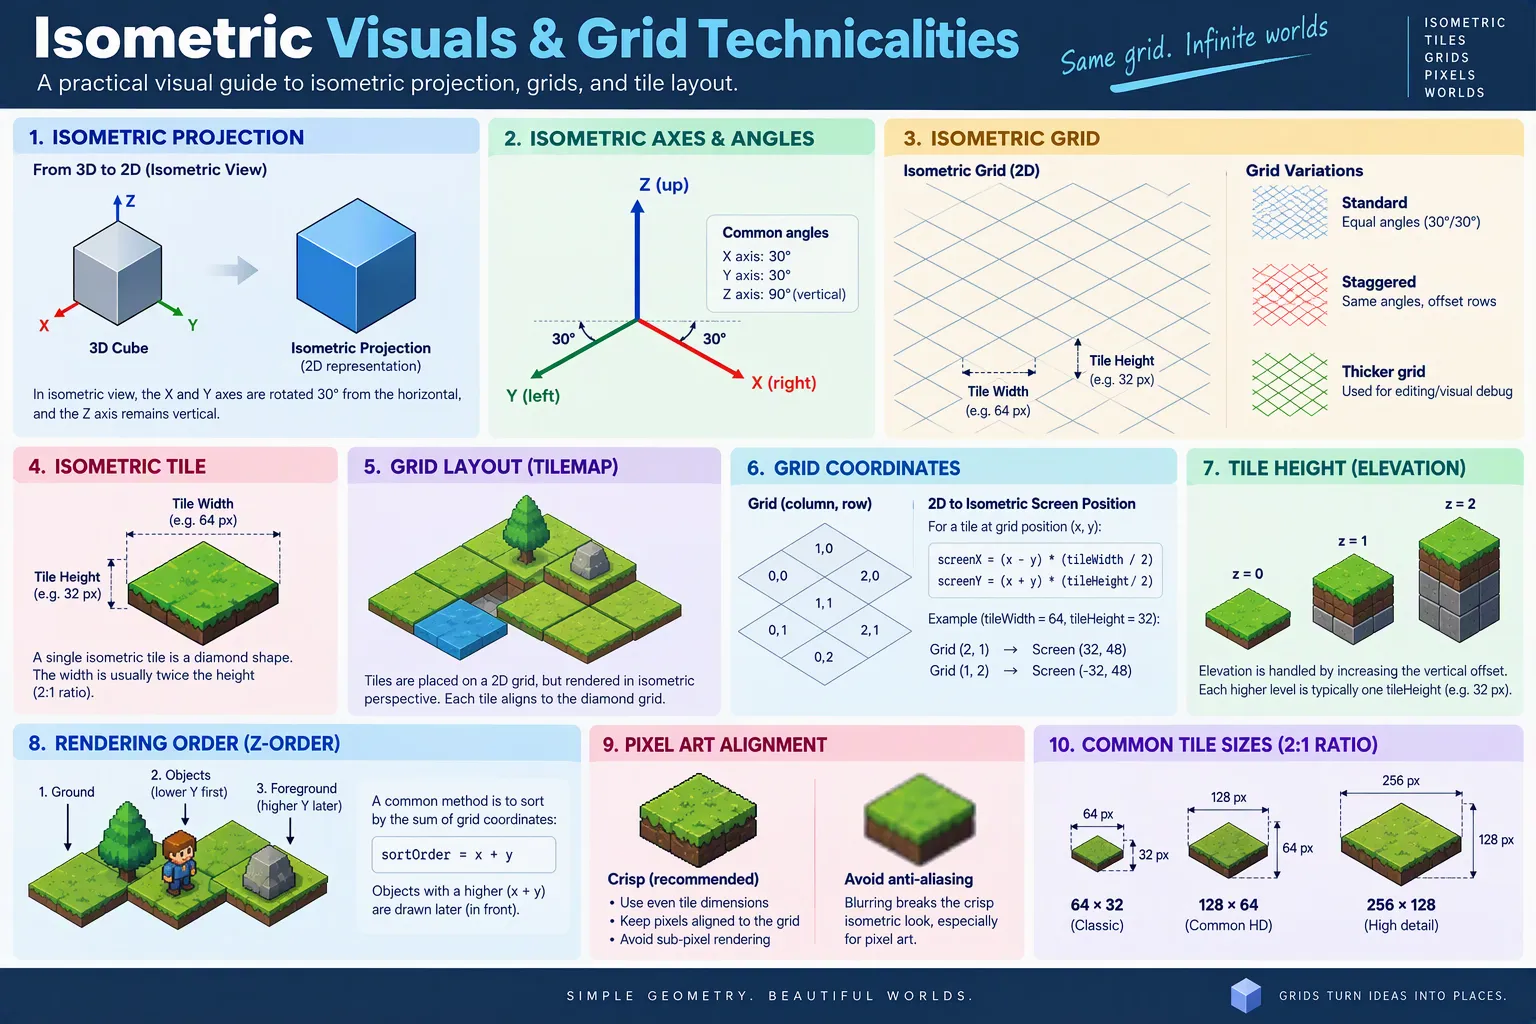 Isometric Visuals & Grid Technicalities
A practical visual guide to isometric projection, grids, and tile layout.
Same grid. Infinite worlds
ISOMETRIC
TILES
GRIDS
PIXELS
WORLDS
1. ISOMETRIC PROJECTION
From 3D to 2D (Isometric View)
Z
X
Y
3D Cube
Isometric Projection
(2D representation)
In isometric view, the X and Y axes are rotated 30° from the horizontal,
and the Z axis remains vertical.
2. ISOMETRIC AXES & ANGLES
Z (up)
Common angles
X axis: 30°
Y axis: 30°
Z axis: 90° (vertical)
30°
30°
Y (left)
X (right)
3. ISOMETRIC GRID
Isometric Grid (2D)
Tile Height
(e.g. 32 px)
Tile Width
(e.g. 64 px)
Grid Variations
Standard
Equal angles (30°/30°)
Staggered
Same angles, offset rows
Thicker grid
Used for editing/visual debug
4. ISOMETRIC TILE
Tile Width
(e.g. 64 px)
Tile Height
(e.g. 32 px)
A single isometric tile is a diamond shape.
The width is usually twice the height
(2:1 ratio).
5. GRID LAYOUT (TILEMAP)
Tiles are placed on a 2D grid, but rendered in isometric
perspective. Each tile aligns to the diamond grid.
6. GRID COORDINATES
Grid (column, row)
1,0
0,0
2,0
1,1
0,1
2,1
0,2
2D to Isometric Screen Position
For a tile at grid position (x, y):
screenX = (x - y) * (tileWidth / 2)
screenY = (x + y) * (tileHeight / 2)
Example (tileWidth = 64, tileHeight = 32):
Grid (2, 1) → Screen (32, 48)
Grid (1, 2) → Screen (-32, 48)
7. TILE HEIGHT (ELEVATION)
z = 0
z = 1
z = 2
Elevation is handled by increasing the vertical offset.
Each higher level is typically one tileHeight (e.g. 32 px).
8. RENDERING ORDER (Z-ORDER)
1. Ground
2. Objects
(lower Y first)
3. Foreground
(higher Y later)
A common method is to sort
by the sum of grid coordinates:
sortOrder = x + y
Objects with a higher (x + y)
are drawn later (in front).
9. PIXEL ART ALIGNMENT
Crisp (recommended)
• Use even tile dimensions
• Keep pixels aligned to the grid
• Avoid sub-pixel rendering
Avoid anti-aliasing
Blurring breaks the crisp
isometric look, especially
for pixel art.
10. COMMON TILE SIZES (2:1 RATIO)
64 px
32 px
64 × 32
(Classic)
128 px
64 px
128 × 64
(Common HD)
256 px
128 px
256 × 128
(High detail)
SIMPLE GEOMETRY. BEAUTIFUL WORLDS.
GRIDS TURN IDEAS INTO PLACES.